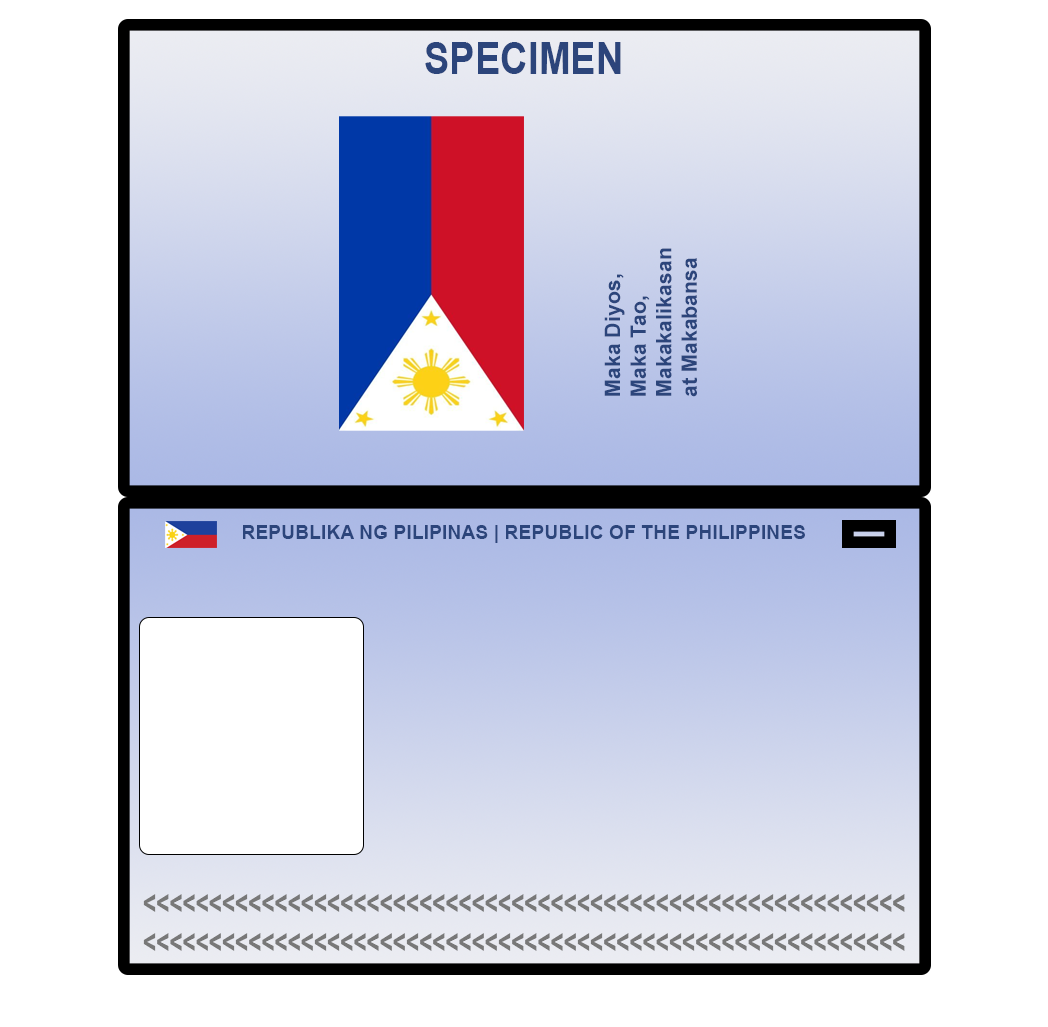 SPECIMEN
Maka Diyos,
Maka Tao,
Makakalikasan
at Makabansa
REPUBLIKA NG PILIPINAS | REPUBLIC OF THE PHILIPPINES
<<<<<<<<<<<<<<<<<<<<<<<<<<<<<<<<<<<<<<<<<<<<<<<<<<<<<<<<<<
<<<<<<<<<<<<<<<<<<<<<<<<<<<<<<<<<<<<<<<<<<<<<<<<<<<<<<<<<<